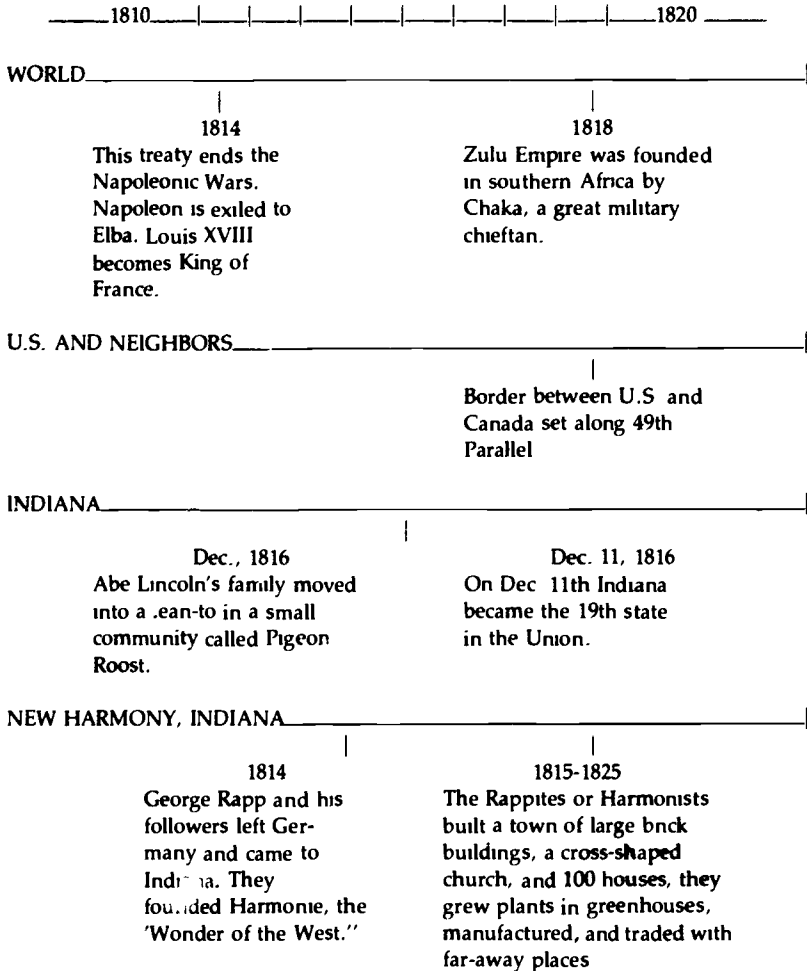 1810 1820
WORLD
1814
This treaty ends the
Napoleonic Wars.
Napoleon is exiled to
Elba. Louis XVIII
becomes King of
France.
1818
Zulu Empire was founded
in southern Africa by
Chaka, a great military
chieftan.
U.S. AND NEIGHBORS
Border between U.S and
Canada set along 49th
Parallel
INDIANA
Dec., 1816
Abe Lincoln's family moved
into a .ean-to in a small
community called Pigeon
Roost.
Dec. 11, 1816
On Dec 11th Indiana
became the 19th state
in the Union.
NEW HARMONY, INDIANA
1814
George Rapp and his
followers left Ger-
many and came to
Indiana. They
founded Harmonie, the
'Wonder of the West."
1815-1825
The Rappites or Harmonists
built a town of large brick
buildings, a cross-shaped
church, and 100 houses, they
grew plants in greenhouses,
manufactured, and traded with
far-away places